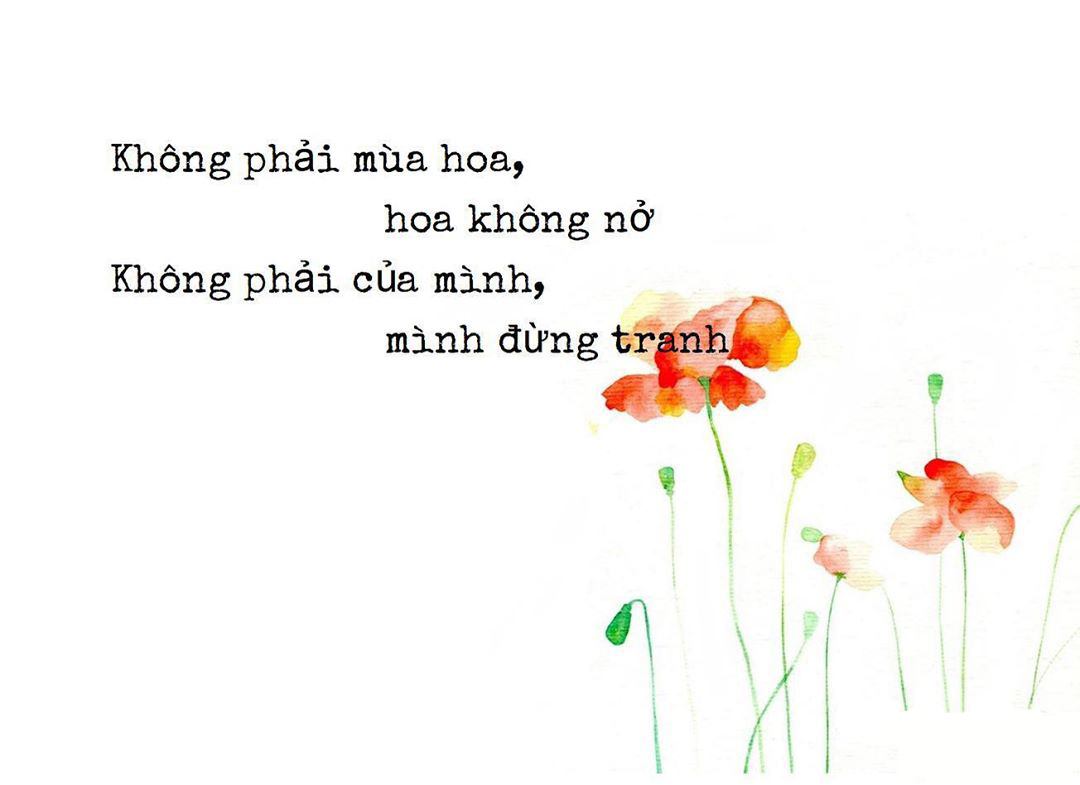 Không phải mùa hoa,
hoa không nở
Không phải của mình,
mình đừng tranh